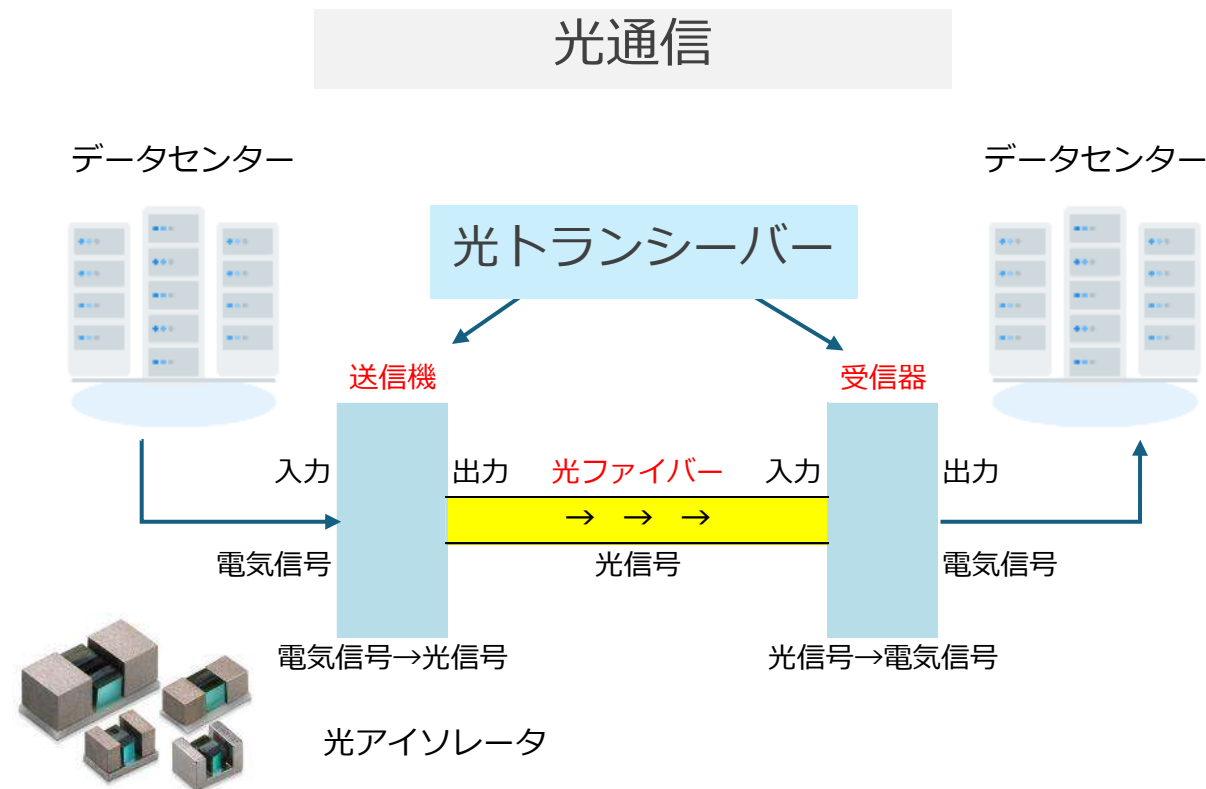 光通信
データセンター
データセンター
光トランシーバー
送信機
受信器
入力
出力
光ファイバー
入力
出力
→ → →
電気信号
光信号
電気信号
電気信号→光信号
光信号→電気信号
光アイソレータ